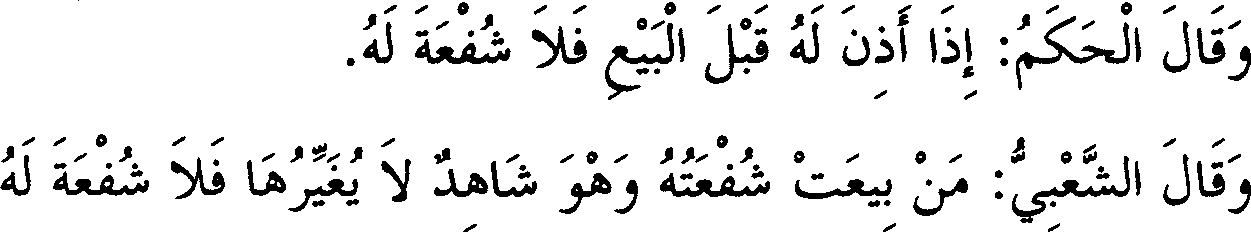 وَقَالَ الْحَكَمُ: إِذَا أَذِنَ لَهُ قَبْلَ الْبَيْعِ فَلاَ شُفْعَةَ لَهُ.
وَقَالَ الشَّعْبِيُّ: مَنْ بِيعَتْ شُفْعَتُهُ وَهْوَ شَاهِدٌ لاَ يُغَيِّرُهَا فَلاَ شُفْعَةَ لَهُ